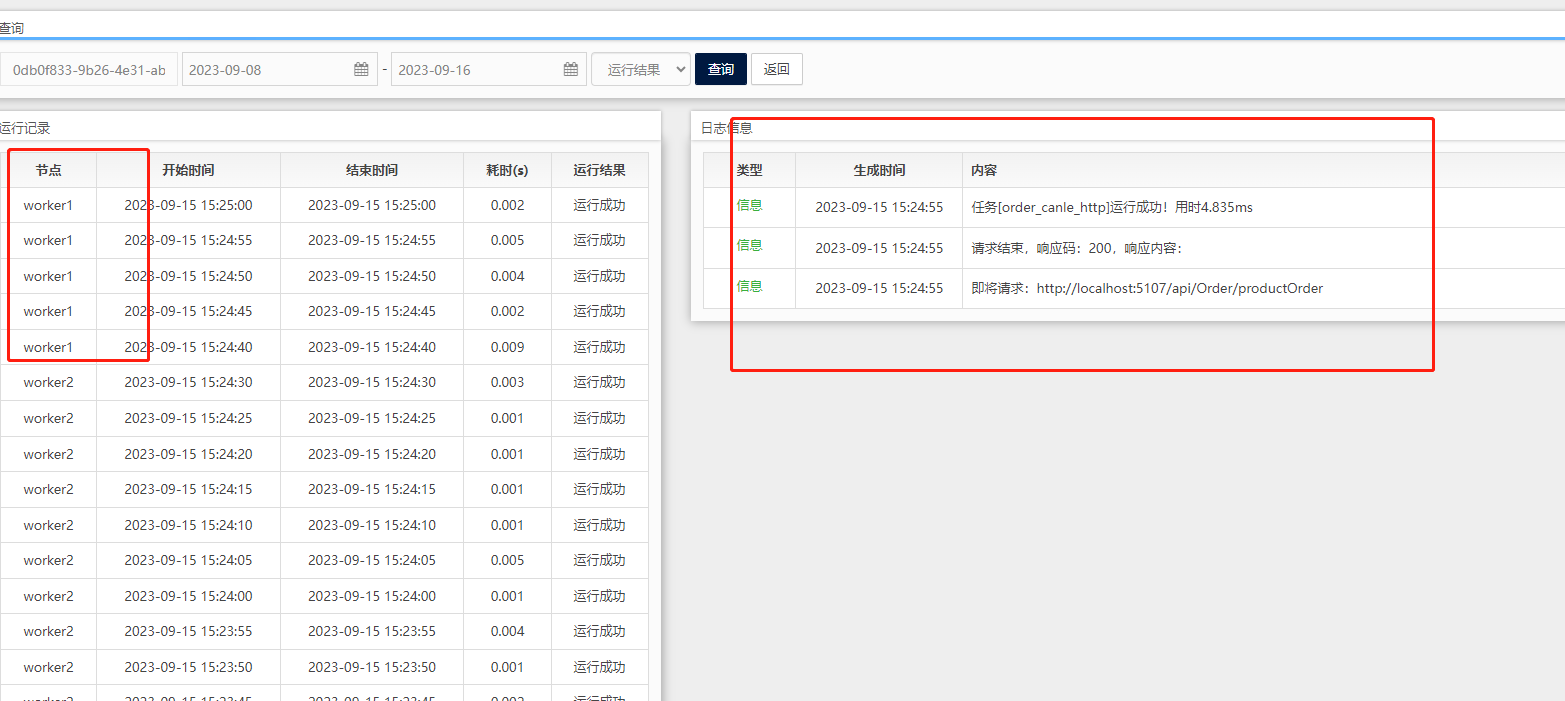 查询
0db0f833-9b26-4e31-ab 2023-09-08 - 2023-09-16 运行结果 查询 返回
运行记录
节点 开始时间 结束时间 耗时(s) 运行结果
worker1 2023-09-15 15:25:00 2023-09-15 15:25:00 0.002 运行成功
worker1 2023-09-15 15:24:55 2023-09-15 15:24:55 0.005 运行成功
worker1 2023-09-15 15:24:50 2023-09-15 15:24:50 0.004 运行成功
worker1 2023-09-15 15:24:45 2023-09-15 15:24:45 0.002 运行成功
worker1 2023-09-15 15:24:40 2023-09-15 15:24:40 0.009 运行成功
worker2 2023-09-15 15:24:30 2023-09-15 15:24:30 0.003 运行成功
worker2 2023-09-15 15:24:25 2023-09-15 15:24:25 0.001 运行成功
worker2 2023-09-15 15:24:20 2023-09-15 15:24:20 0.001 运行成功
worker2 2023-09-15 15:24:15 2023-09-15 15:24:15 0.001 运行成功
worker2 2023-09-15 15:24:10 2023-09-15 15:24:10 0.001 运行成功
worker2 2023-09-15 15:24:05 2023-09-15 15:24:05 0.005 运行成功
worker2 2023-09-15 15:24:00 2023-09-15 15:24:00 0.001 运行成功
worker2 2023-09-15 15:23:55 2023-09-15 15:23:55 0.004 运行成功
worker2 2023-09-15 15:23:50 2023-09-15 15:23:50 0.001 运行成功
日志信息
类型 生成时间 内容
信息 2023-09-15 15:24:55 任务[order_canle_http]运行成功！用时4.835ms
信息 2023-09-15 15:24:55 请求结束，响应码：200，响应内容：
信息 2023-09-15 15:24:55 即将请求：http://localhost:5107/api/Order/productOrder